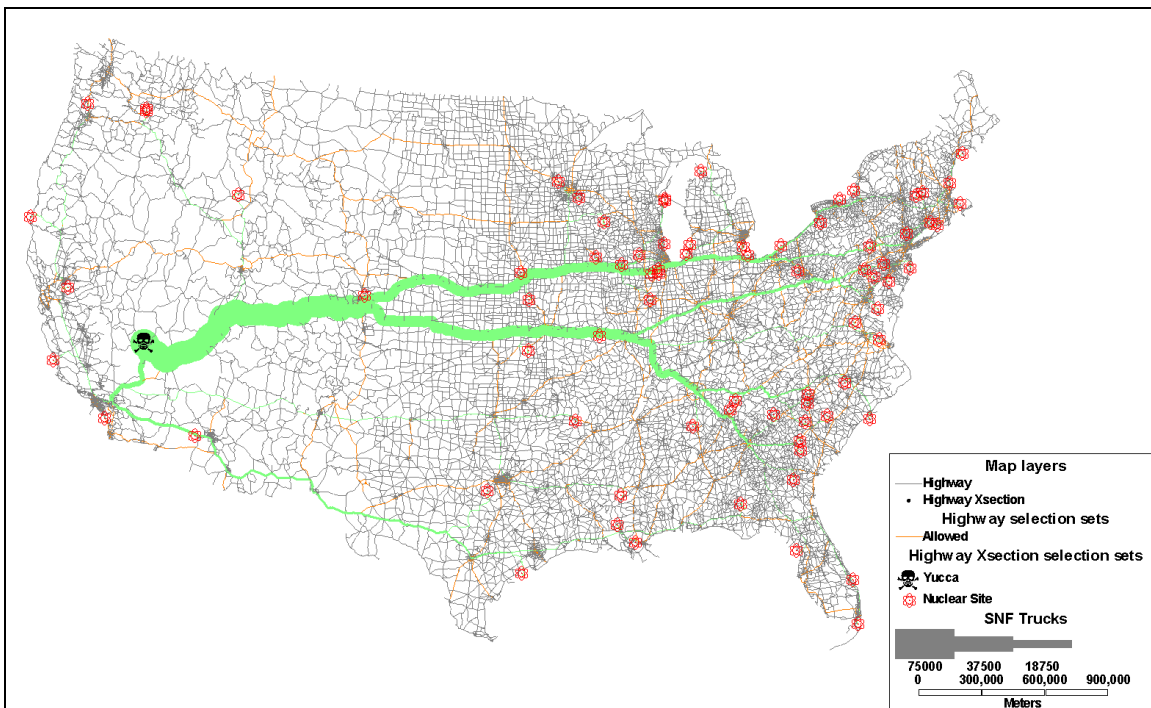 Map layers
Highway
Highway Xsection
Highway selection sets
Allowed
Highway Xsection selection sets
Yucca
Nuclear Site
SNF Trucks
75000 37500 18750
0 300,000 600,000 900,000
Meters